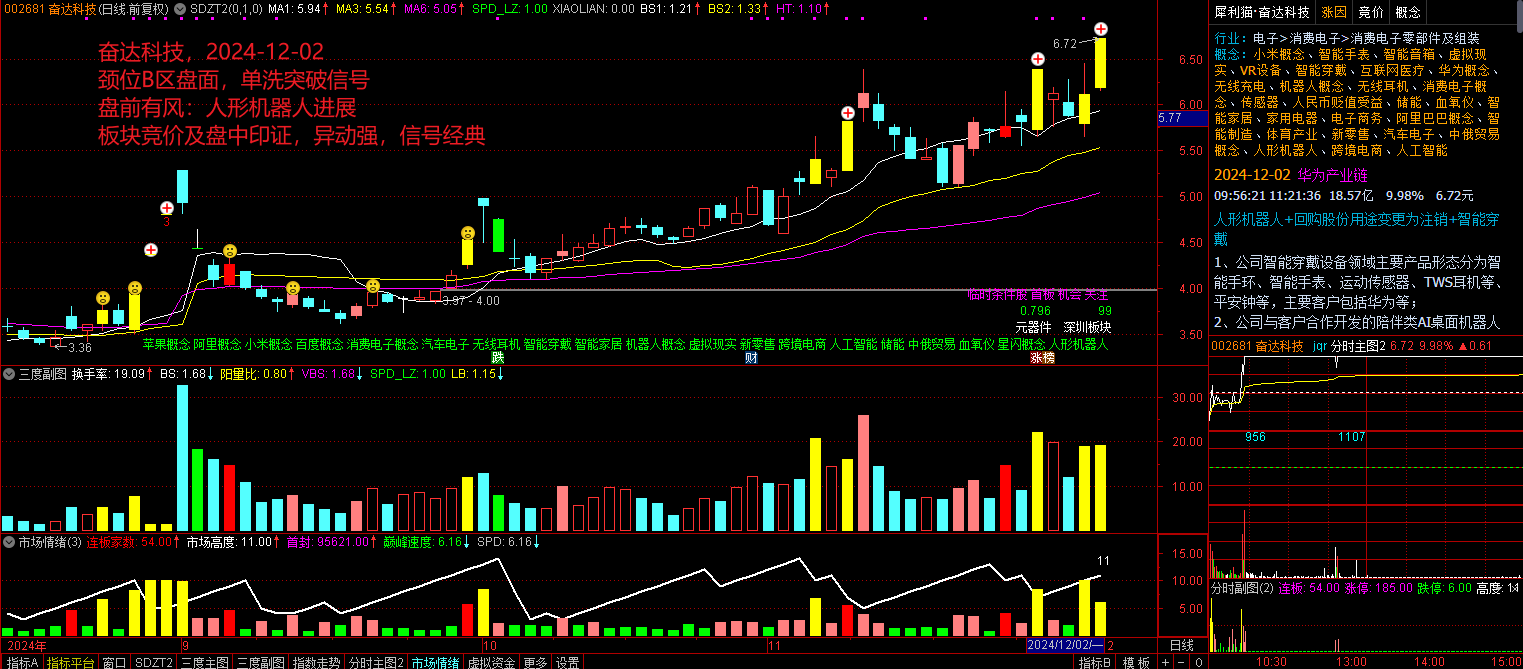 002681 奋达科技(日线.前复权) SDZT2(0,1,0) MA1: 5.94↑ MA3: 5.54↑ MA6: 5.05↑ SPD_LZ: 1.00 XIAOLIAN: 0.00 BS1: 1.21↑ BS2: 1.33↑ HT: 1.10↑
奋达科技，2024-12-02
颈位B区盘面，单洗突破信号
盘前有风：人形机器人进展
板块竞价及盘中印证，异动强，信号经典
6.72
3
3.97
4.00
←3.36
临时条件股 首板 机会 关注
0.796 99
元器件 深圳板块
苹果概念 阿里概念 小米概念 百度概念 消费电子概念 汽车电子 无线耳机 智能穿戴 智能家居 机器人概念 虚拟现实 新零售 跨境电商 人工智能 储能 中俄贸易 血氧仪 星闪概念 人形机器人
跌 财 涨榜
6.50
6.00
5.77
5.50
5.00
4.50
4.00
3.50
三度副图 换手率: 19.09↑ BS: 1.68↓ 阳量比: 0.80↑ VBS: 1.68↓ SPD_LZ: 1.00 LB: 1.15↓
30.00
20.00
10.00
市场情绪(3) 连板家数: 54.00↑ 市场高度: 11.00↑ 首封: 95621.00↑ 巅峰速度: 6.16↓ SPD: 6.16↓
11
15.00
10.00
5.00
2024年 9 10 11 2024/12/02/一 2 日线
指标A 指标平台 窗口 SDZT2 三度主图 三度副图 指数走势 分时主图2 市场情绪 虚拟资金 更多 设置 指标B 模板 + - 0
犀利猫·奋达科技 涨因 竞价 概念
行业: 电子>消费电子>消费电子零部件及组装
概念: 小米概念、智能手表、智能音箱、虚拟现
实、VR设备、智能穿戴、互联网医疗、华为概念、
无线充电、机器人概念、无线耳机、消费电子概
念、传感器、人民币贬值受益、储能、血氧仪、智
能家居、家用电器、电子商务、阿里巴巴概念、智
能制造、体育产业、新零售、汽车电子、中俄贸易
概念、人形机器人、跨境电商、人工智能
2024-12-02 华为产业链
09:56:21 11:21:36 18.57亿 9.98% 6.72元
人形机器人+回购股份用途变更为注销+智能穿
戴
1、公司智能穿戴设备领域主要产品形态分为智
能手环、智能手表、运动传感器、TWS耳机等、
平安钟等，主要客户包括华为等；
2、公司与客户合作开发的陪伴类AI桌面机器人
002681 奋达科技 jqr 分时主图2 6.72 9.98% ▲0.61
956 1107
分时副图(2) 连板: 54.00 涨停: 185.00 跌停: 6.00 高度:
10:30 13:00 14:00 15:00